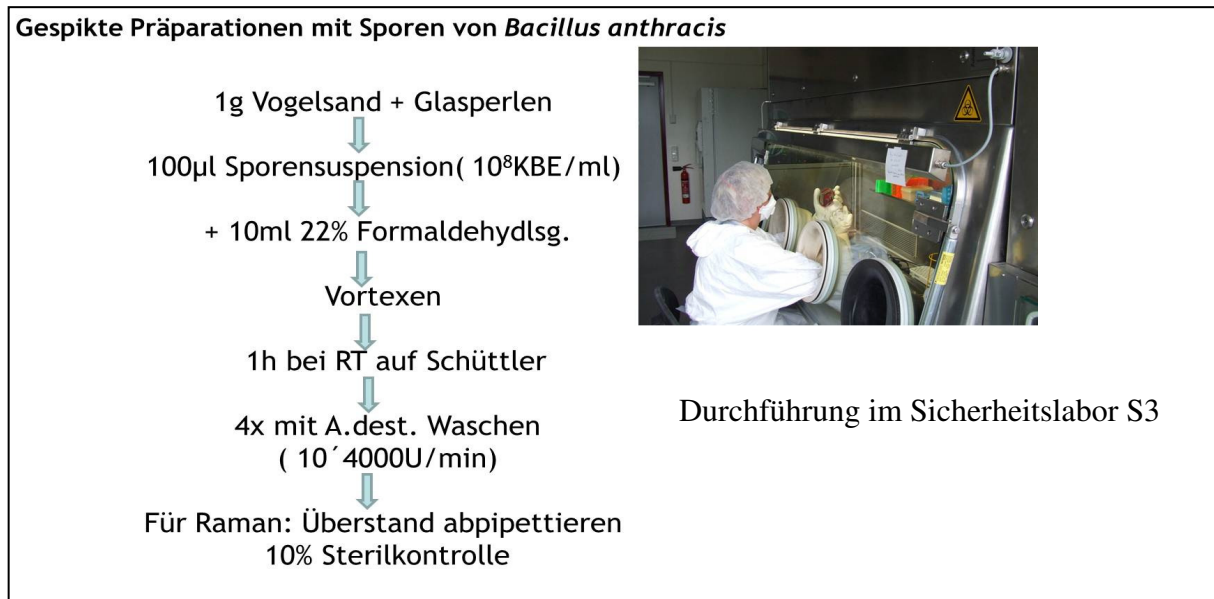 Gespikte Präparationen mit Sporen von Bacillus anthracis
1g Vogelsand + Glasperlen
100µl Sporensuspension( 10⁸KBE/ml)
+ 10ml 22% Formaldehydlsg.
Vortexen
1h bei RT auf Schüttler
4x mit A.dest. Waschen
( 10´4000U/min)
Für Raman: Überstand abpipettieren
10% Sterilkontrolle
Durchführung im Sicherheitslabor S3